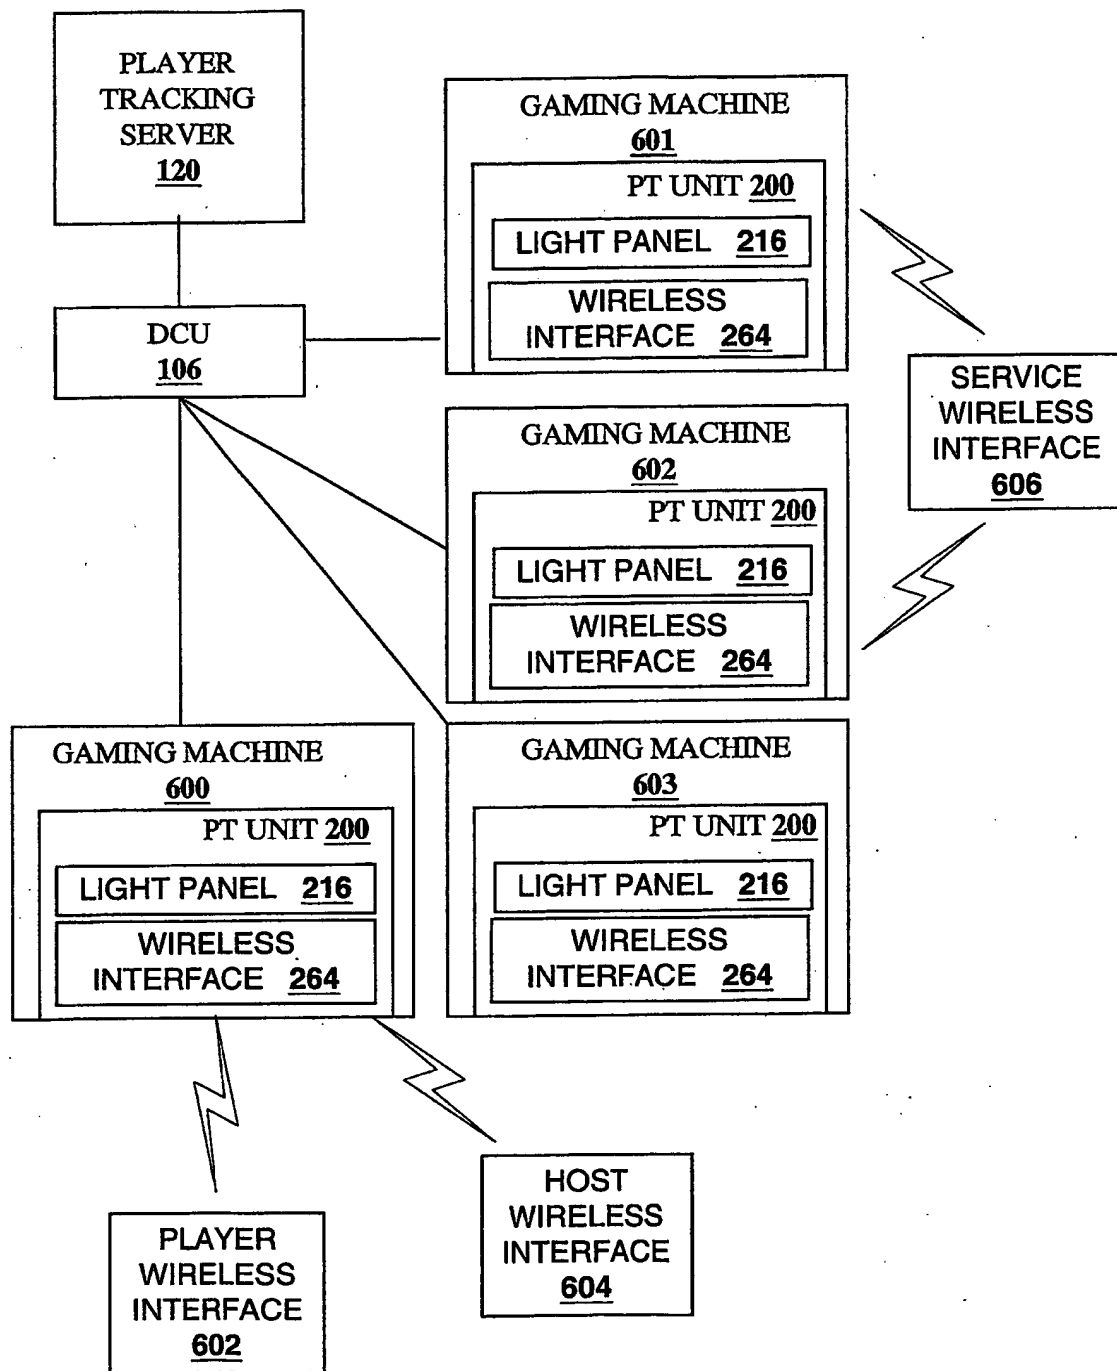 PLAYER
TRACKING
SERVER
120
DCU
106
GAMING MACHINE
601
PT UNIT 200
LIGHT PANEL 216
WIRELESS
INTERFACE 264
GAMING MACHINE
602
PT UNIT 200
LIGHT PANEL 216
WIRELESS
INTERFACE 264
SERVICE
WIRELESS
INTERFACE
606
GAMING MACHINE
600
PT UNIT 200
LIGHT PANEL 216
WIRELESS
INTERFACE 264
GAMING MACHINE
603
PT UNIT 200
LIGHT PANEL 216
WIRELESS
INTERFACE 264
PLAYER
WIRELESS
INTERFACE
602
HOST
WIRELESS
INTERFACE
604